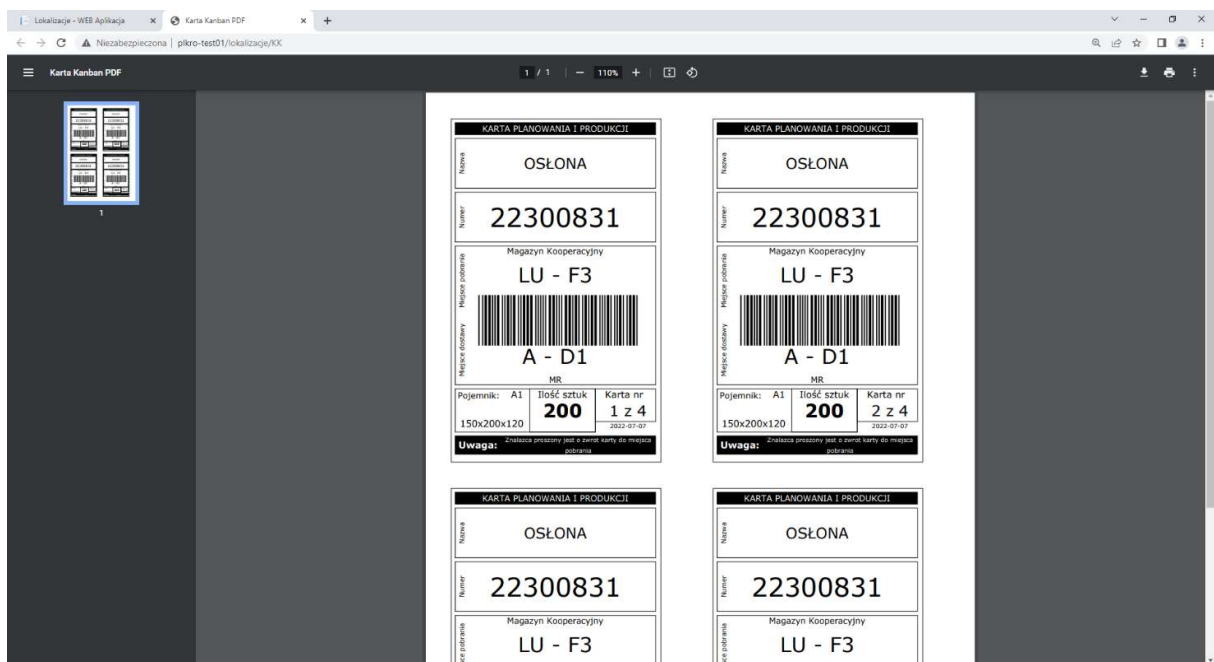 Lokalizacje - WEB Aplikacja
Karta Kanban PDF
Niezabezpieczona | plkro-test01/lokalizacje/KK
Karta Kanban PDF
1 / 1
110%
1
KARTA PLANOWANIA I PRODUKCJI
Nazwa
OSŁONA
Numer
22300831
Miejsce pobrania
Magazyn Kooperacyjny
LU - F3
Miejsce dostawy
A - D1
MR
Pojemnik: A1
150x200x120
Ilość sztuk
200
Karta nr
1 z 4
2022-07-07
Uwaga:
Znalazca proszony jest o zwrot karty do miejsca
pobrania
KARTA PLANOWANIA I PRODUKCJI
Nazwa
OSŁONA
Numer
22300831
Miejsce pobrania
Magazyn Kooperacyjny
LU - F3
Miejsce dostawy
A - D1
MR
Pojemnik: A1
150x200x120
Ilość sztuk
200
Karta nr
2 z 4
2022-07-07
Uwaga:
Znalazca proszony jest o zwrot karty do miejsca
pobrania
KARTA PLANOWANIA I PRODUKCJI
Nazwa
OSŁONA
Numer
22300831
pobrania
Magazyn Kooperacyjny
LU - F3
KARTA PLANOWANIA I PRODUKCJI
Nazwa
OSŁONA
Numer
22300831
pobrania
Magazyn Kooperacyjny
LU - F3